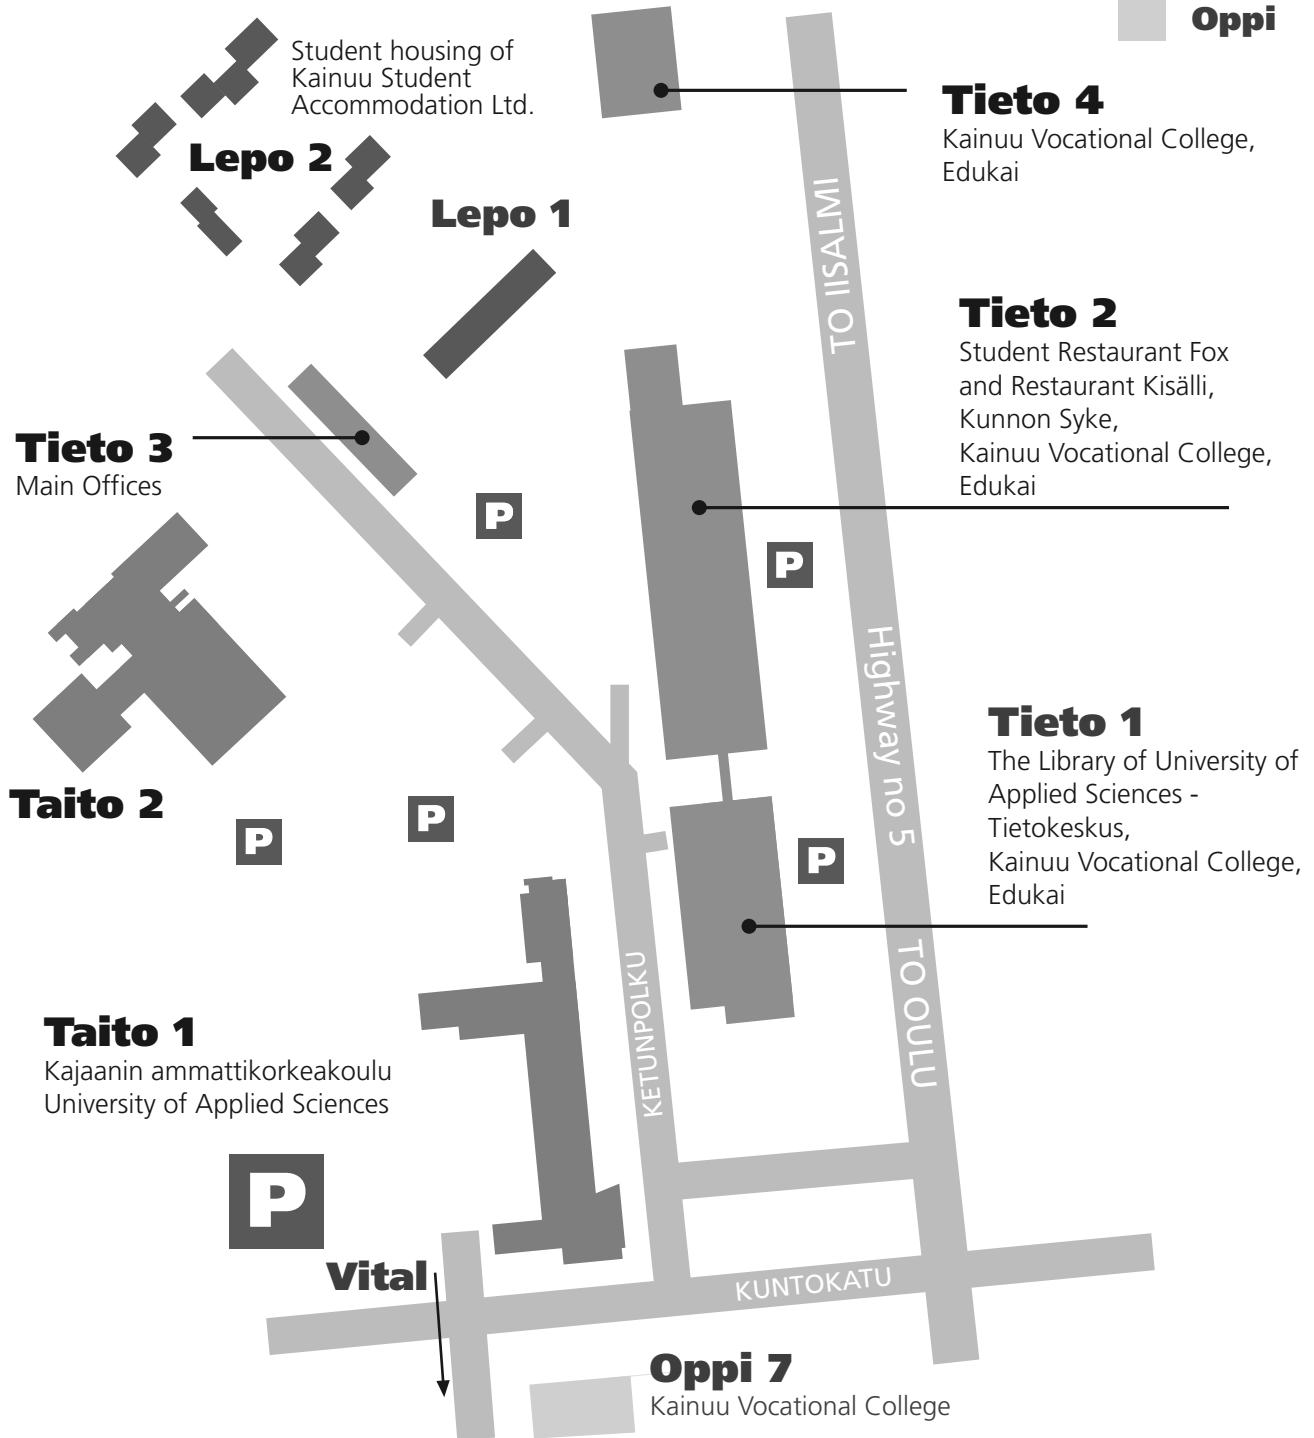 Oppi
Student housing of
Kainuu Student
Accommodation Ltd.
Tieto 4
Kainuu Vocational College,
Edukai
Lepo 2
Lepo 1
TO IISALMI
Tieto 2
Student Restaurant Fox
and Restaurant Kisälli,
Kunnon Syke,
Kainuu Vocational College,
Edukai
Tieto 3
Main Offices
P
P
Highway no 5
Tieto 1
The Library of University of
Applied Sciences -
Tietokeskus,
Kainuu Vocational College,
Edukai
Taito 2
P
P
P
TO OULU
KETUNPOLKU
Taito 1
Kajaanin ammattikorkeakoulu
University of Applied Sciences
P
Vital
KUNTOKATU
Oppi 7
Kainuu Vocational College